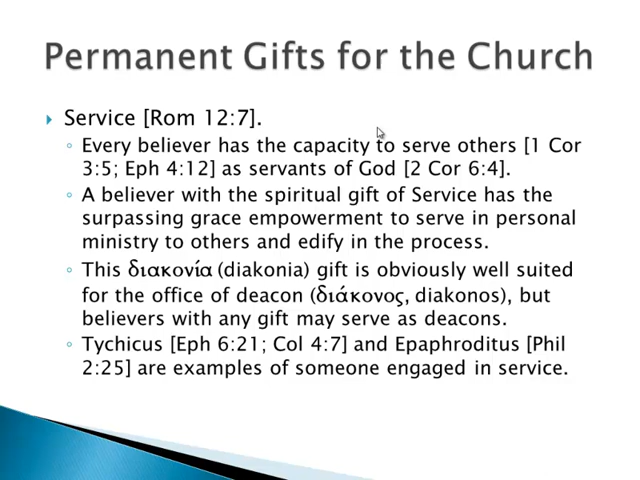 Permanent Gifts for the Church
Service [Rom 12:7].
Every believer has the capacity to serve others [1 Cor
3:5; Eph 4:12] as servants of God [2 Cor 6:4].
A believer with the spiritual gift of Service has the
surpassing grace empowerment to serve in personal
ministry to others and edify in the process.
This διακονία (diakonia) gift is obviously well suited
for the office of deacon (διάκονος, diakonos), but
believers with any gift may serve as deacons.
Tychicus [Eph 6:21; Col 4:7] and Epaphroditus [Phil
2:25] are examples of someone engaged in service.